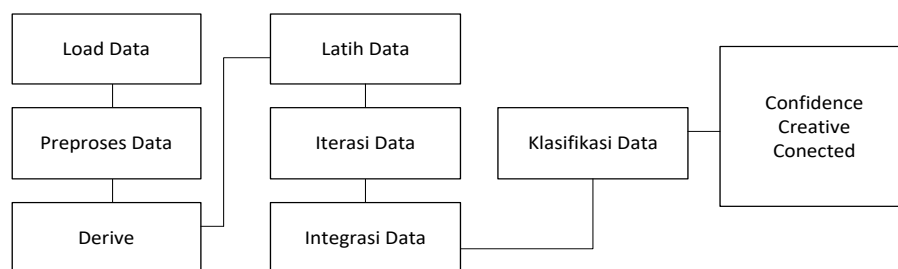 Load Data
Preproses Data
Derive
Latih Data
Iterasi Data
Integrasi Data
Klasifikasi Data
Confidence
Creative
Conected